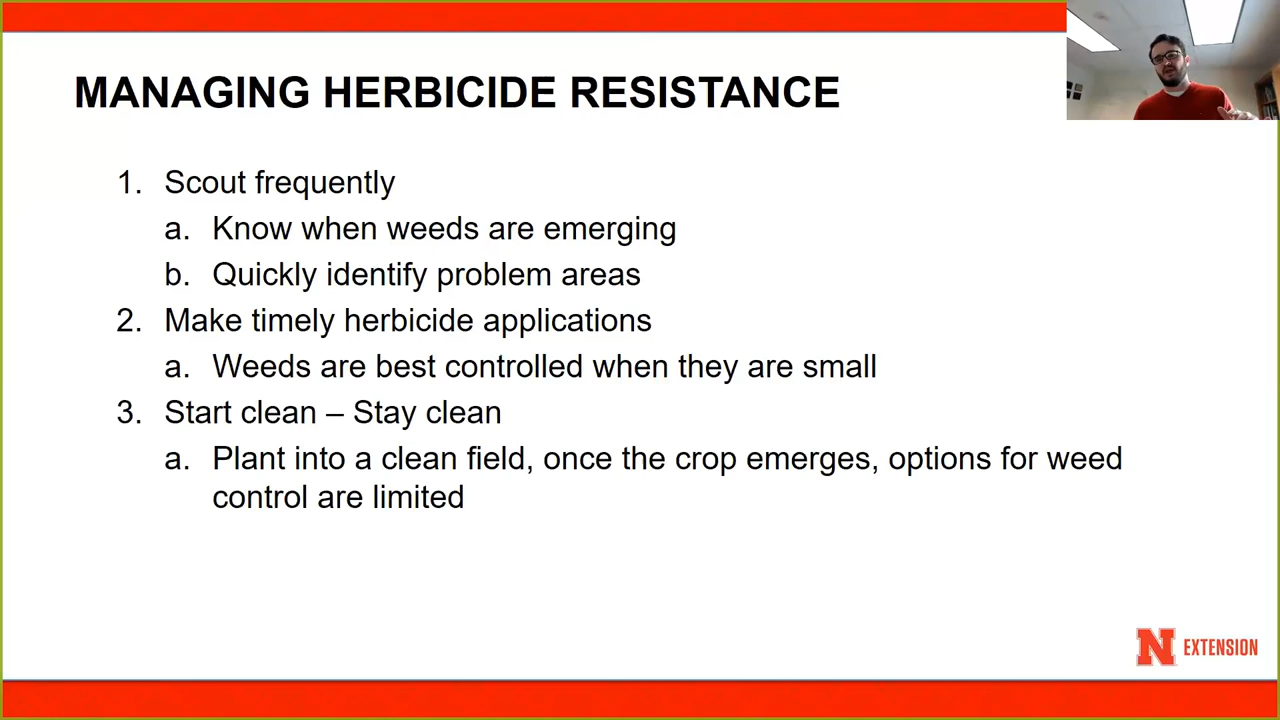 MANAGING HERBICIDE RESISTANCE
1. Scout frequently
a. Know when weeds are emerging
b. Quickly identify problem areas
2. Make timely herbicide applications
a. Weeds are best controlled when they are small
3. Start clean – Stay clean
a. Plant into a clean field, once the crop emerges, options for weed
control are limited
N EXTENSION